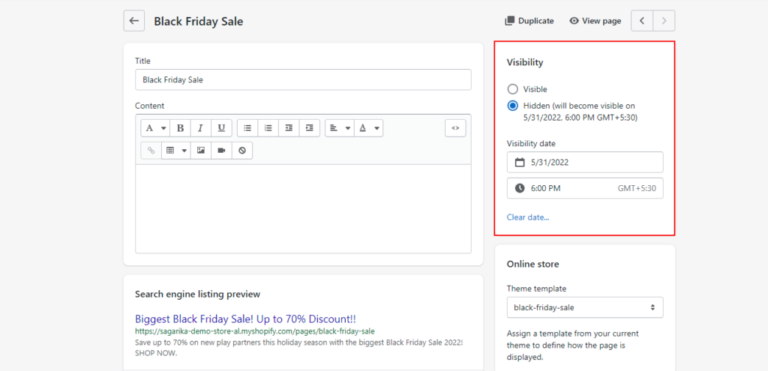 Black Friday Sale
Duplicate
View page
Title
Black Friday Sale
Content
A
B
I
U
A
<>
Search engine listing preview
Biggest Black Friday Sale! Up to 70% Discount!!
https://sagarika-demo-store-al.myshopify.com/pages/black-friday-sale
Save up to 70% on new play partners this holiday season with the biggest Black Friday Sale 2022!
SHOP NOW.
Visibility
Visible
Hidden (will become visible on
5/31/2022, 6:00 PM GMT+5:30)
Visibility date
5/31/2022
6:00 PM GMT+5:30
Clear date...
Online store
Theme template
black-friday-sale
Assign a template from your current
theme to define how the page is
displayed.